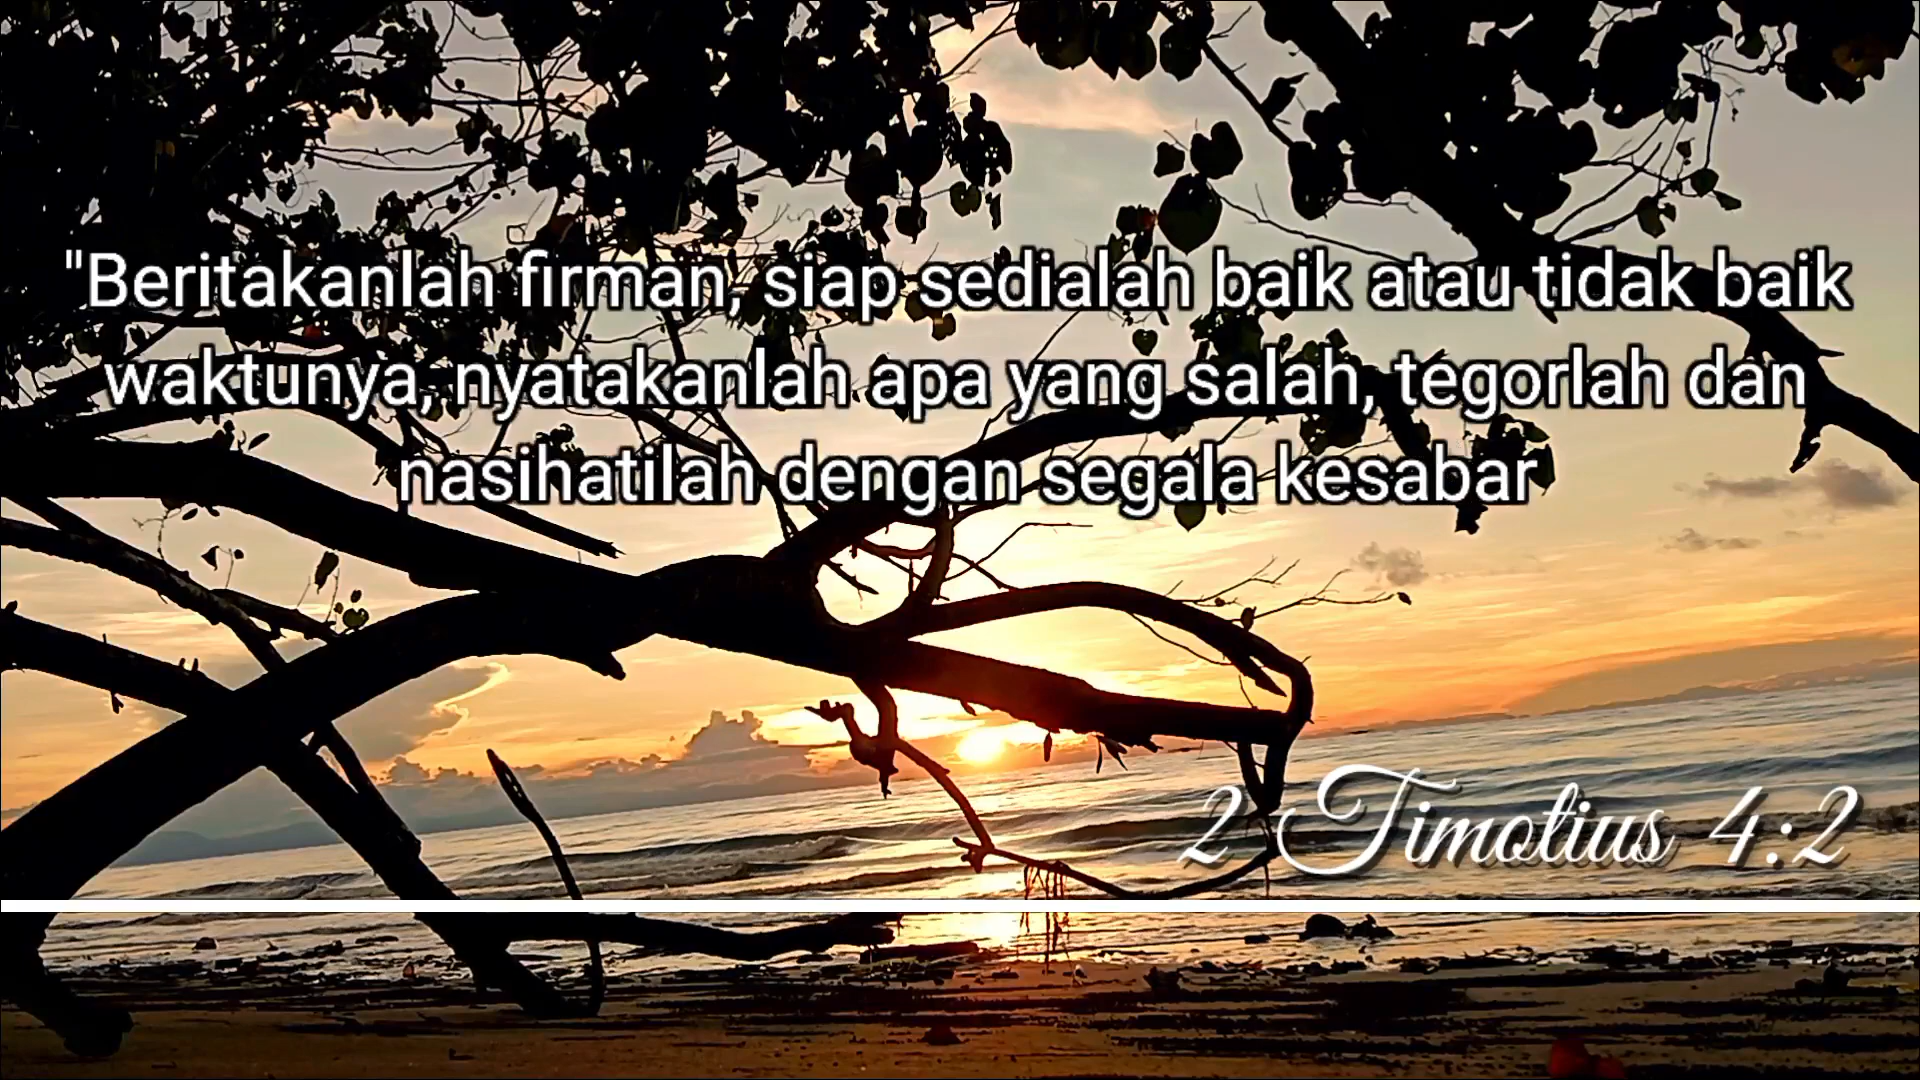 "Beritakanlah firman, siap sedialah baik atau tidak baik
waktunya, nyatakanlah apa yang salah, tegorlah dan
nasihatilah dengan segala kesabar
2 Timotius 4:2